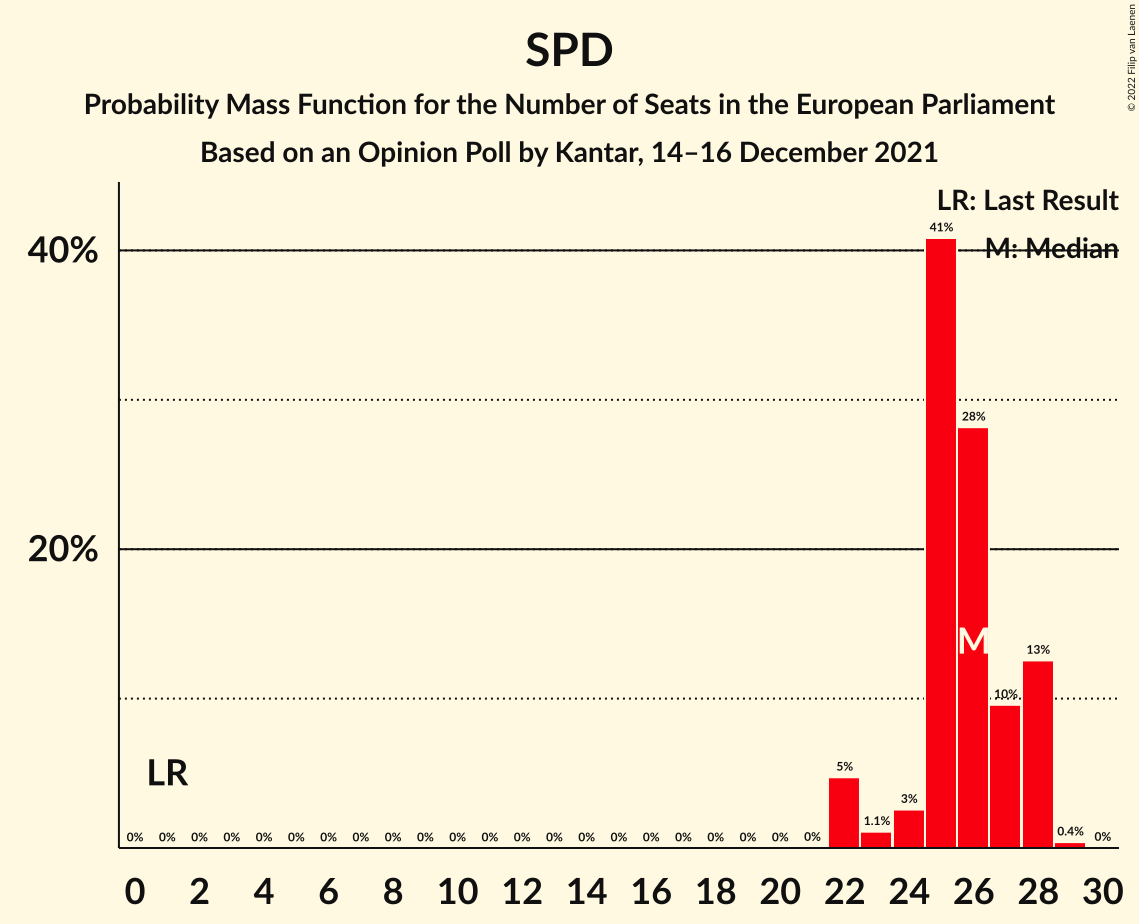 SPD
Probability Mass Function for the Number of Seats in the European Parliament
Based on an Opinion Poll by Kantar, 14–16 December 2021
© 2022 Filip van Laenen
LR: Last Result
M: Median
41%
40%
28%
20%
M
13%
10%
LR
5%
3%
1.1%
0.4%
0% 0% 0% 0% 0% 0% 0% 0% 0% 0% 0% 0% 0% 0% 0% 0% 0% 0% 0% 0% 0% 0% 0%
0 2 4 6 8 10 12 14 16 18 20 22 24 26 28 30